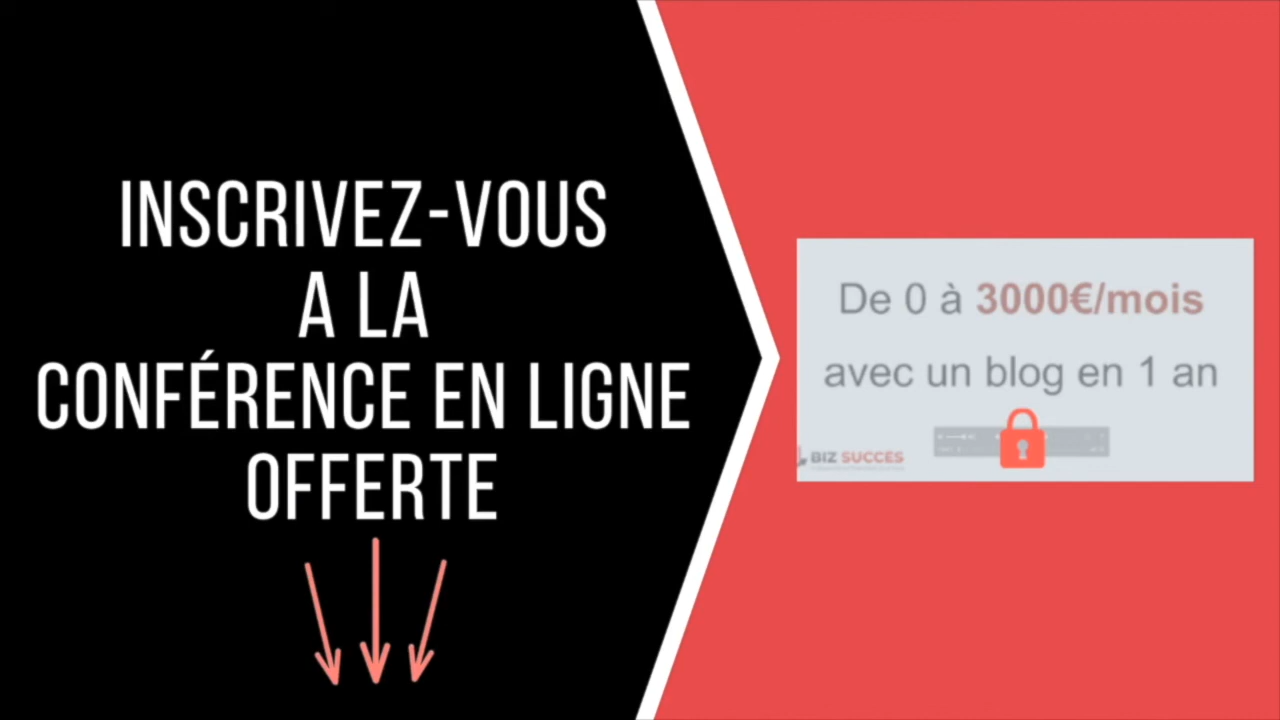 INSCRIVEZ-VOUS
A LA
CONFÉRENCE EN LIGNE
OFFERTE
De 0 à 3000€/mois
avec un blog en 1 an
BIZ SUCCES